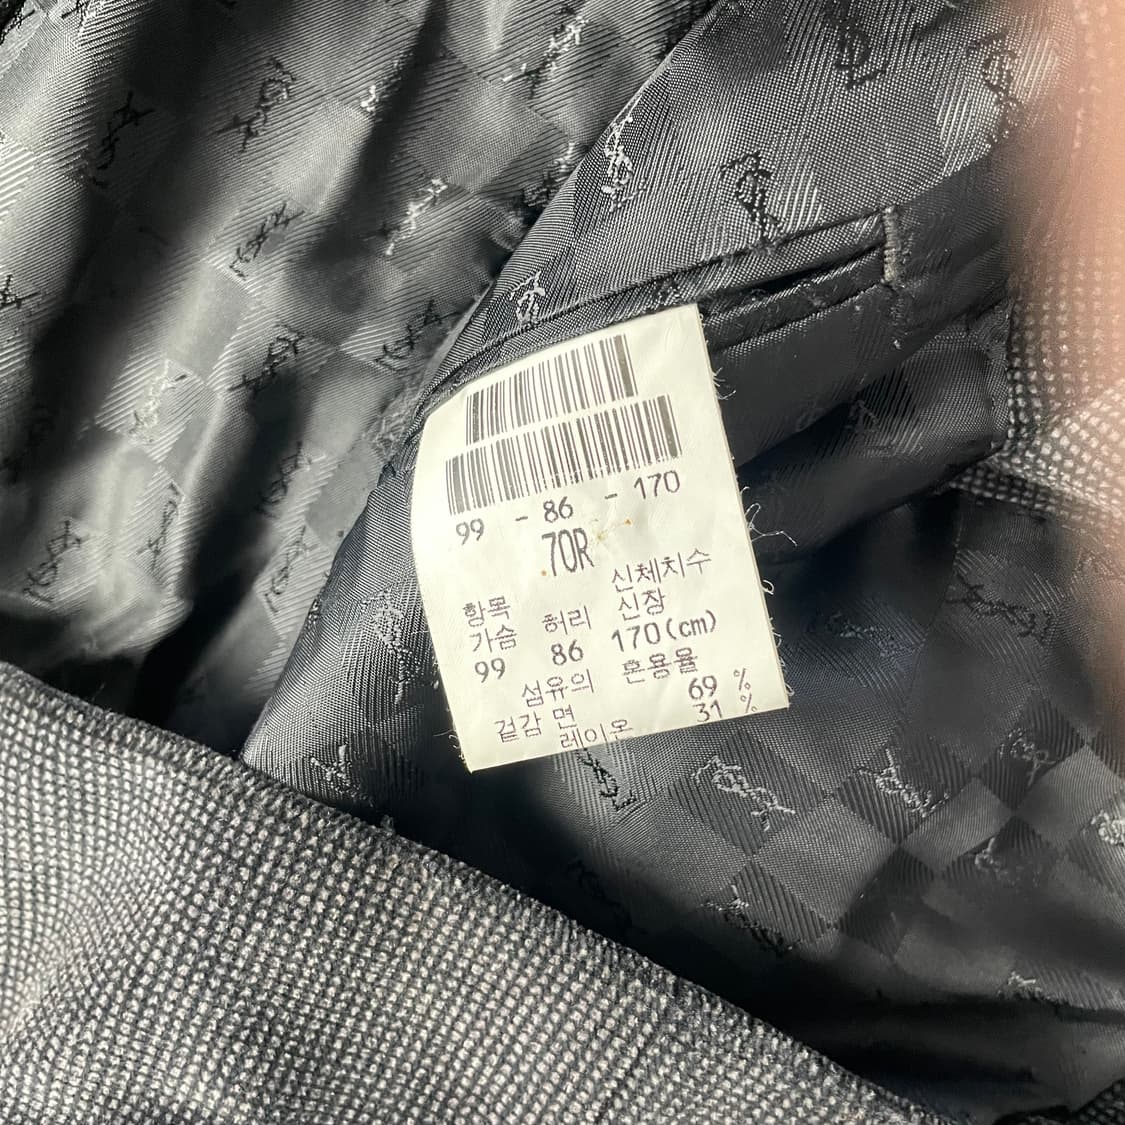 99 - 86 - 170
70R
신체치수
항목
가슴 허리 신장
99 86 170(cm)
섬유의 혼용율
겉감 면 69 %
레이온 31 %